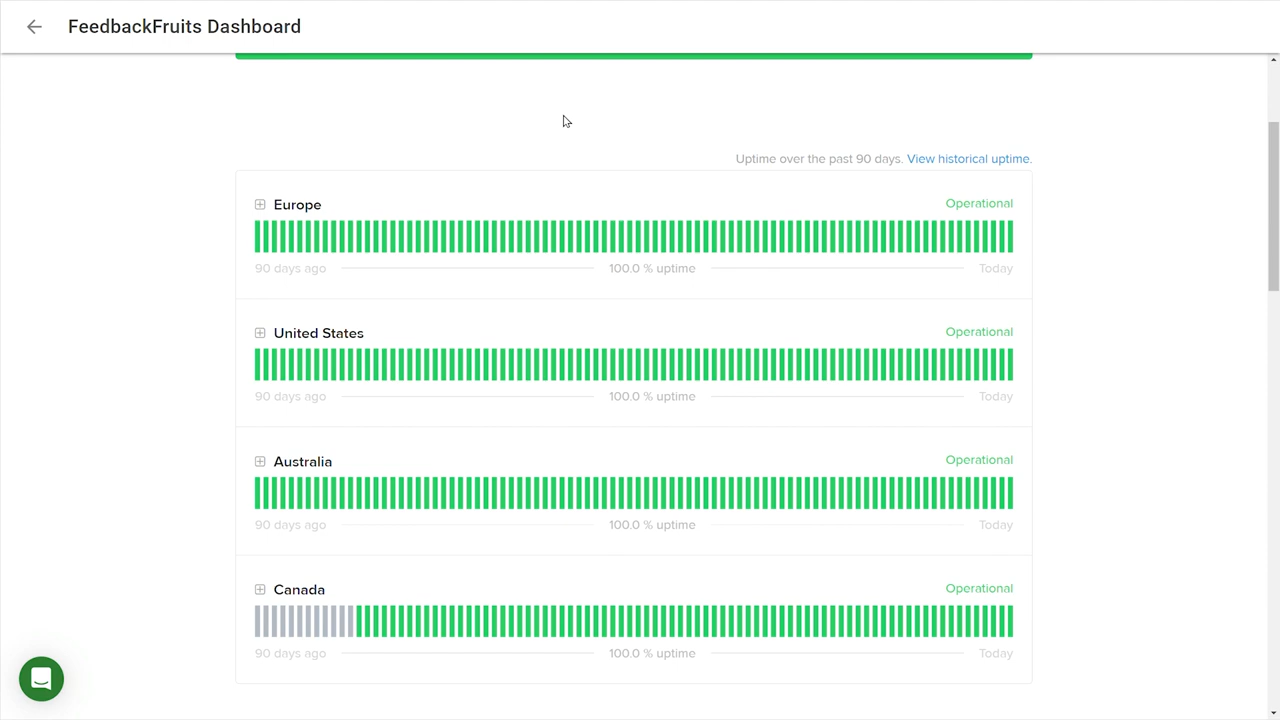 FeedbackFruits Dashboard
Uptime over the past 90 days. View historical uptime.
Europe Operational
90 days ago 100.0 % uptime Today
United States Operational
90 days ago 100.0 % uptime Today
Australia Operational
90 days ago 100.0 % uptime Today
Canada Operational
90 days ago 100.0 % uptime Today